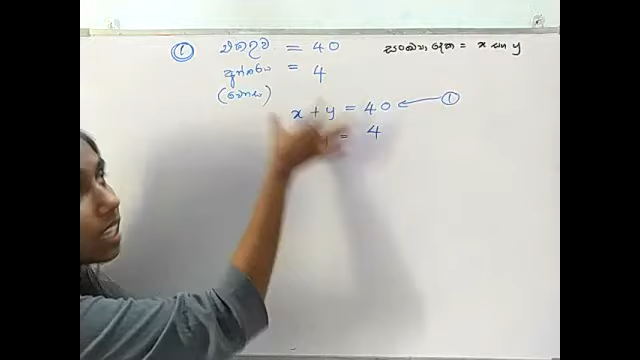 ① එකතුව = 40
අන්තරය = 4
(වෙනස)
සංඛ්‍යා දෙක = x සහ y
x + y = 40 ← ①
y = 4